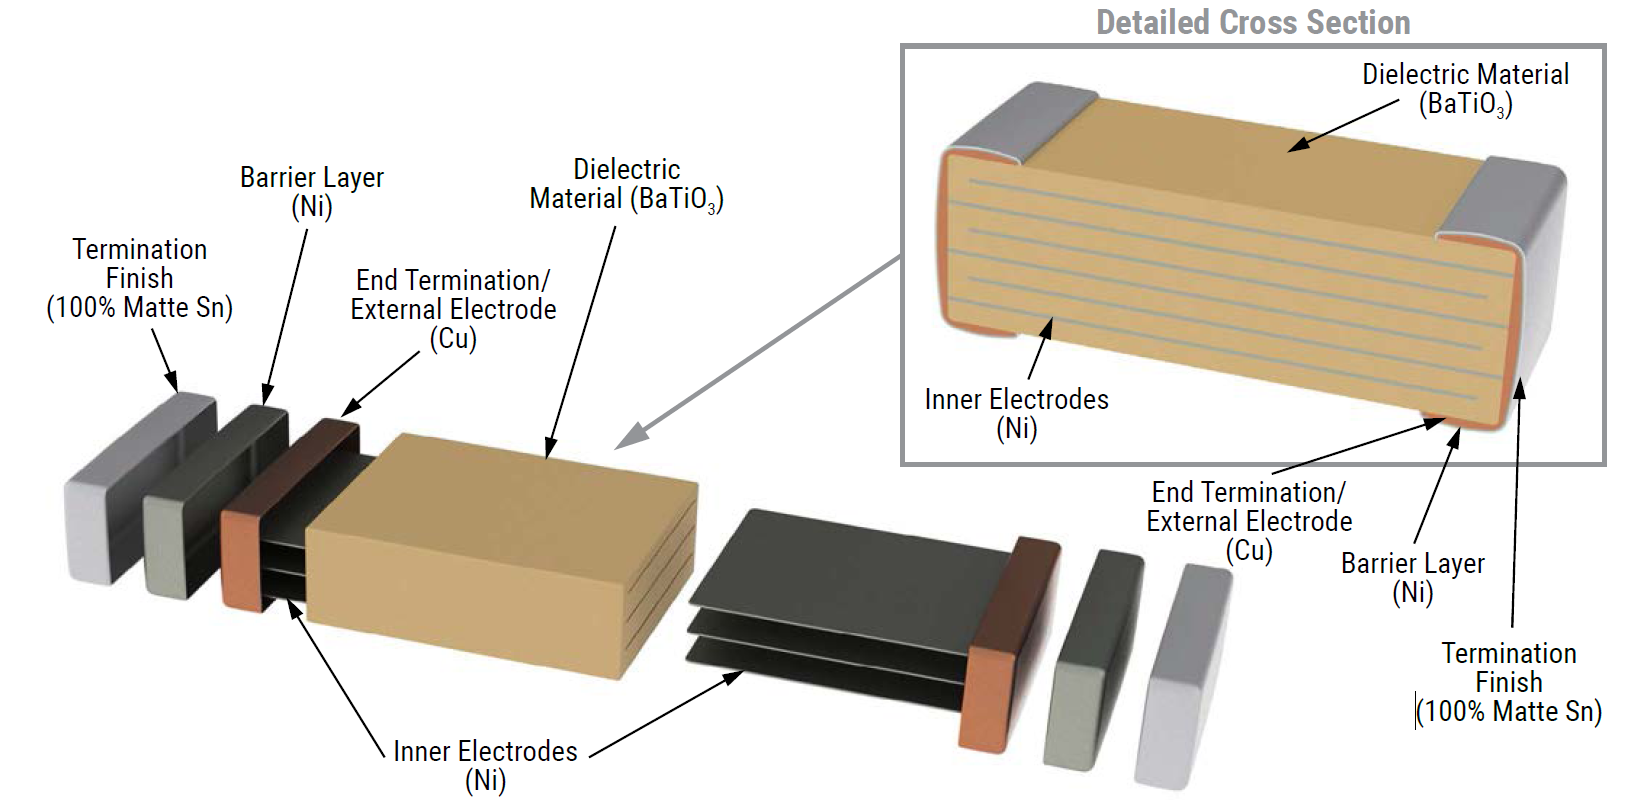 Detailed Cross Section
Dielectric Material
(BaTiO₃)
Inner Electrodes
(Ni)
End Termination/
External Electrode
(Cu)
Barrier Layer
(Ni)
Termination
Finish
(100% Matte Sn)
Termination
Finish
(100% Matte Sn)
Barrier Layer
(Ni)
End Termination/
External Electrode
(Cu)
Dielectric
Material (BaTiO₃)
Inner Electrodes
(Ni)